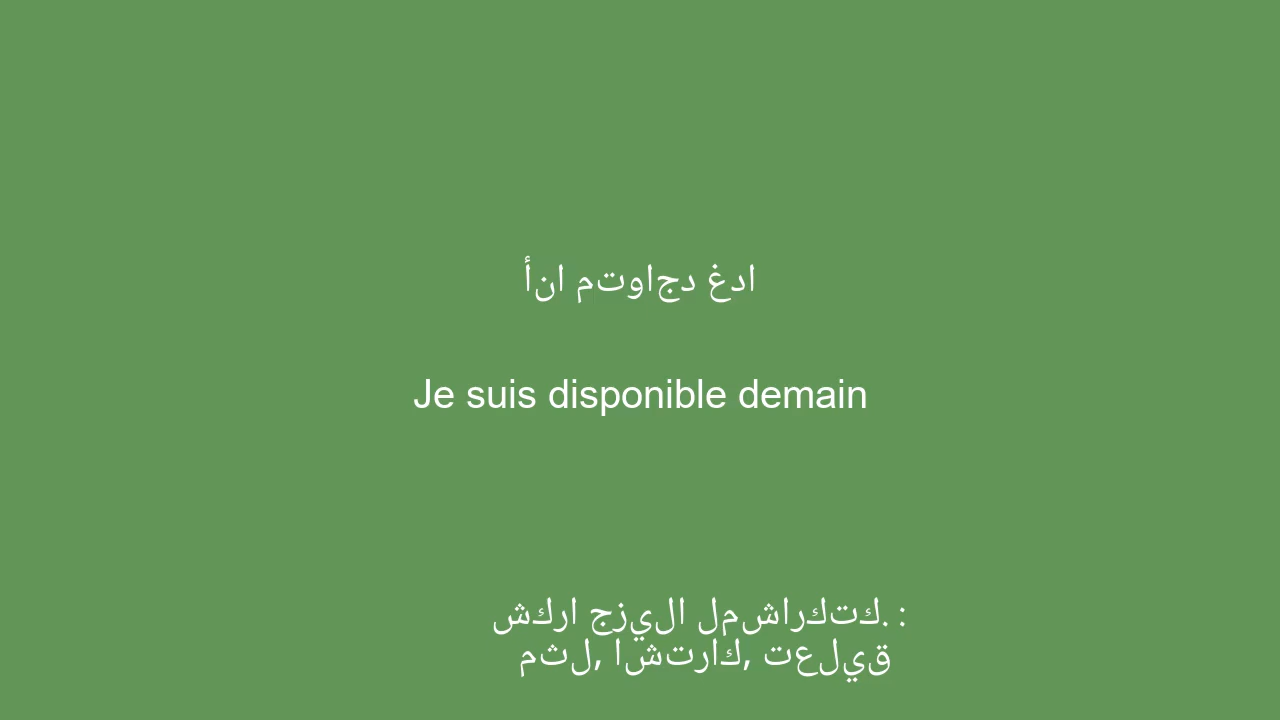 أنا متواجد غدا
Je suis disponible demain
شكرا جزيلا لمشاركتك. :
مثل, اشتراك, تعليق